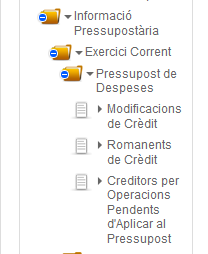 Informació
Pressupostària
Exercici Corrent
Pressupost de
Despeses
Modificacions
de Crèdit
Romanents
de Crèdit
Creditors per
Operacions
Pendents
d'Aplicar al
Pressupost